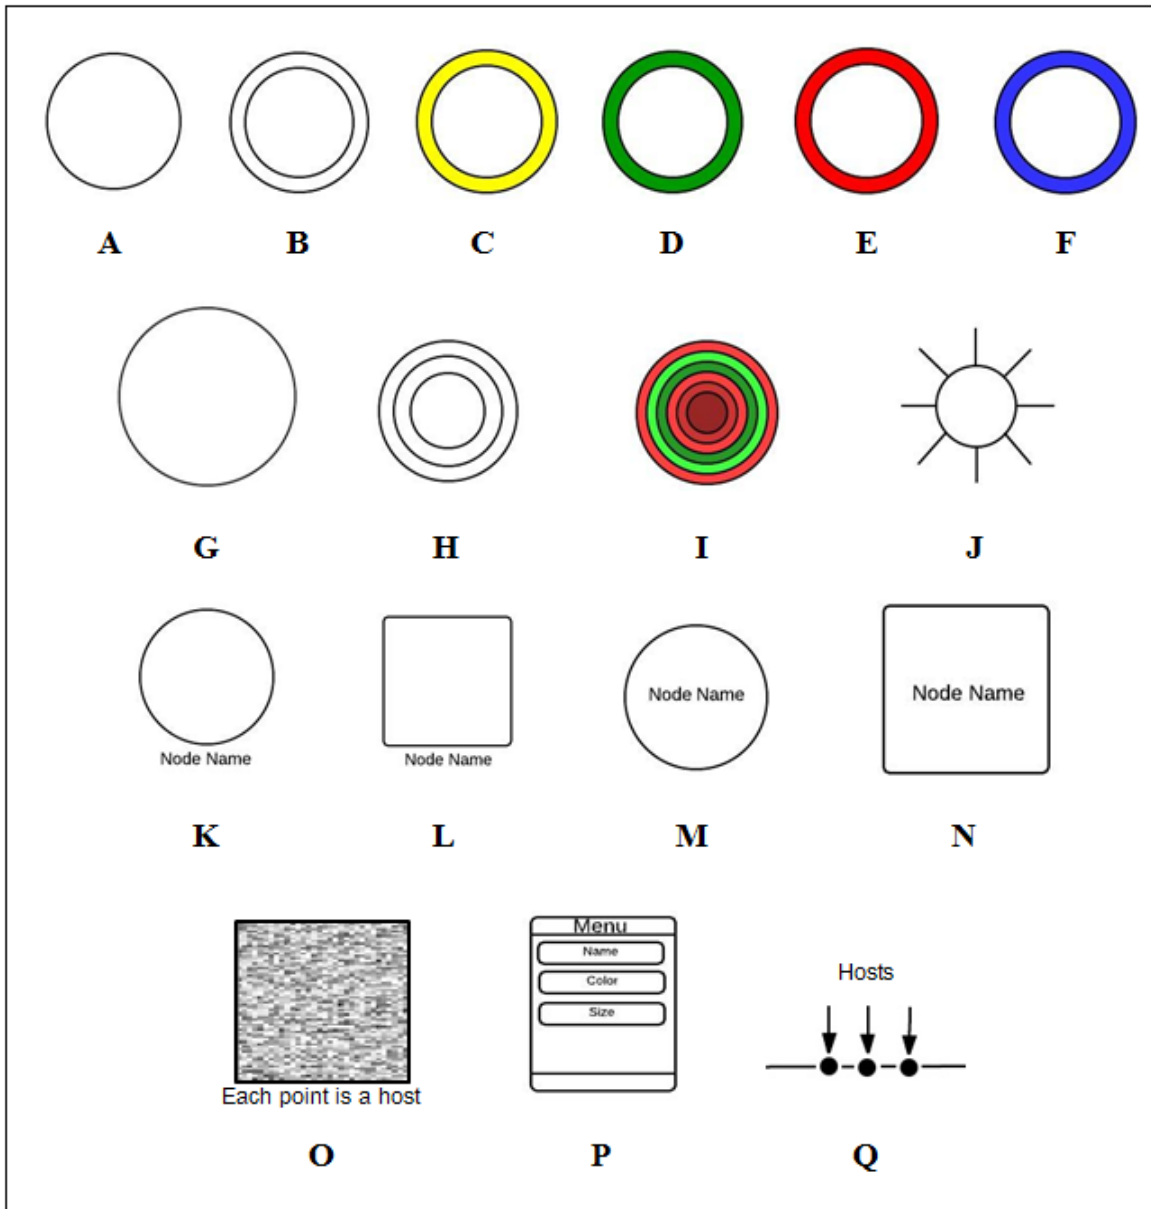 A B C D E F
G H I J
Node Name Node Name Node Name Node Name
K L M N
Menu
Name
Color
Size
Hosts
Each point is a host
O P Q